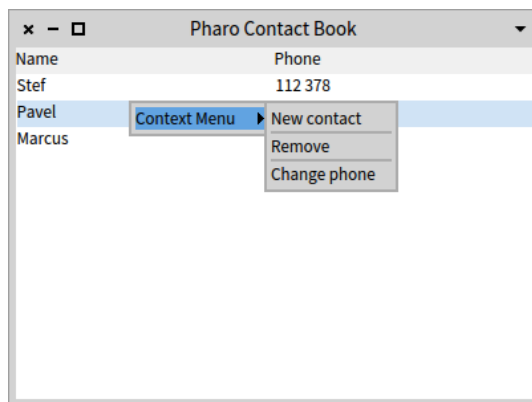 Pharo Contact Book
Name Phone
Stef 112 378
Pavel
Context Menu New contact
Marcus
Remove
Change phone